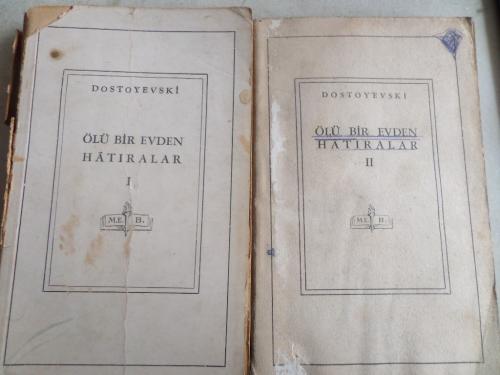 DOSTOYEVSKİ
ÖLÜ BİR EVDEN
HÂTIRALAR
I
M.E. B.
DOSTOYEVSKİ
ÖLÜ BİR EVDEN
HÂTIRALAR
II
M.E. B.